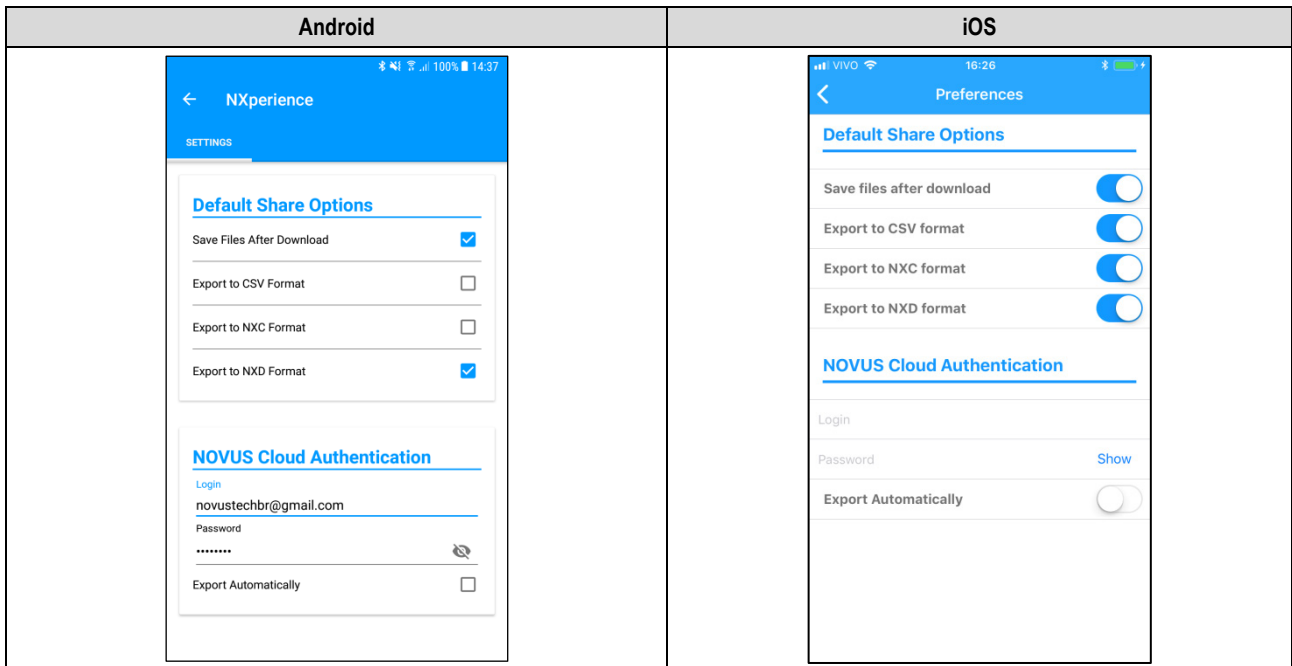 Android
iOS
100% 14:37
NXperience
SETTINGS
Default Share Options
Save Files After Download
Export to CSV Format
Export to NXC Format
Export to NXD Format
NOVUS Cloud Authentication
Login
novustechbr@gmail.com
Password
••••••••
Export Automatically
VIVO 16:26
Preferences
Default Share Options
Save files after download
Export to CSV format
Export to NXC format
Export to NXD format
NOVUS Cloud Authentication
Login
Password Show
Export Automatically